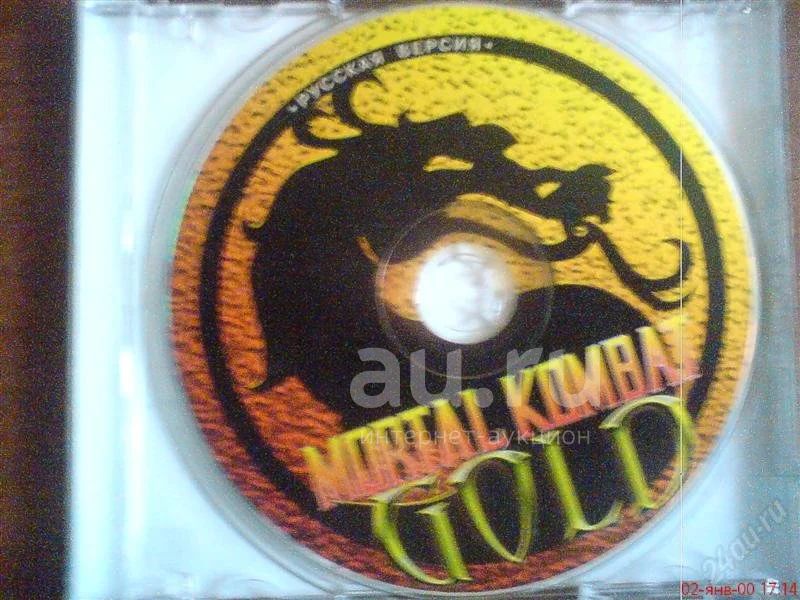 •РУССКАЯ ВЕРСИЯ•
au.ru
интернет-аукцион
MORTAL KOMBAT
GOLD
24au.ru
02-янв-00 17:14